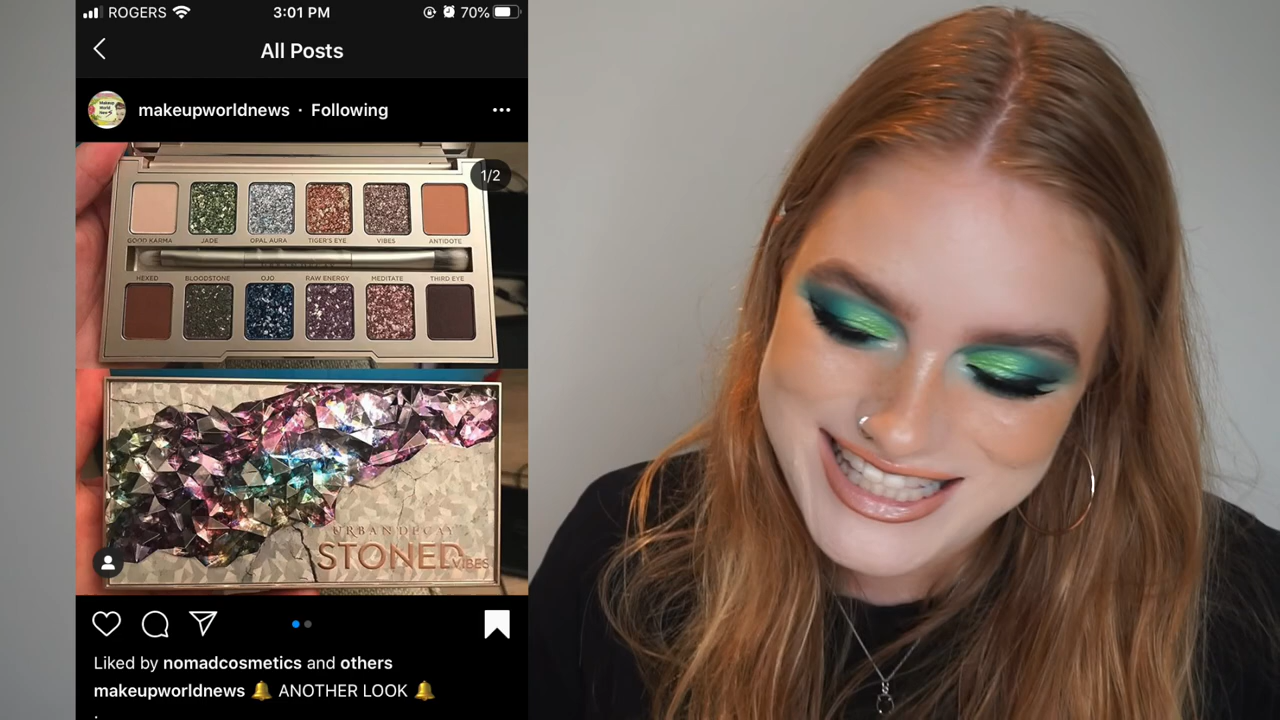 ROGERS 3:01 PM 70%
All Posts
makeupworldnews · Following
1/2
GOOD KARMA JADE OPAL AURA TIGER'S EYE VIBES ANTIDOTE
HEXED BLOODSTONE OJO RAW ENERGY MEDITATE THIRD EYE
URBAN DECAY
STONED VIBES
Liked by nomadcosmetics and others
makeupworldnews 🔔 ANOTHER LOOK 🔔
.